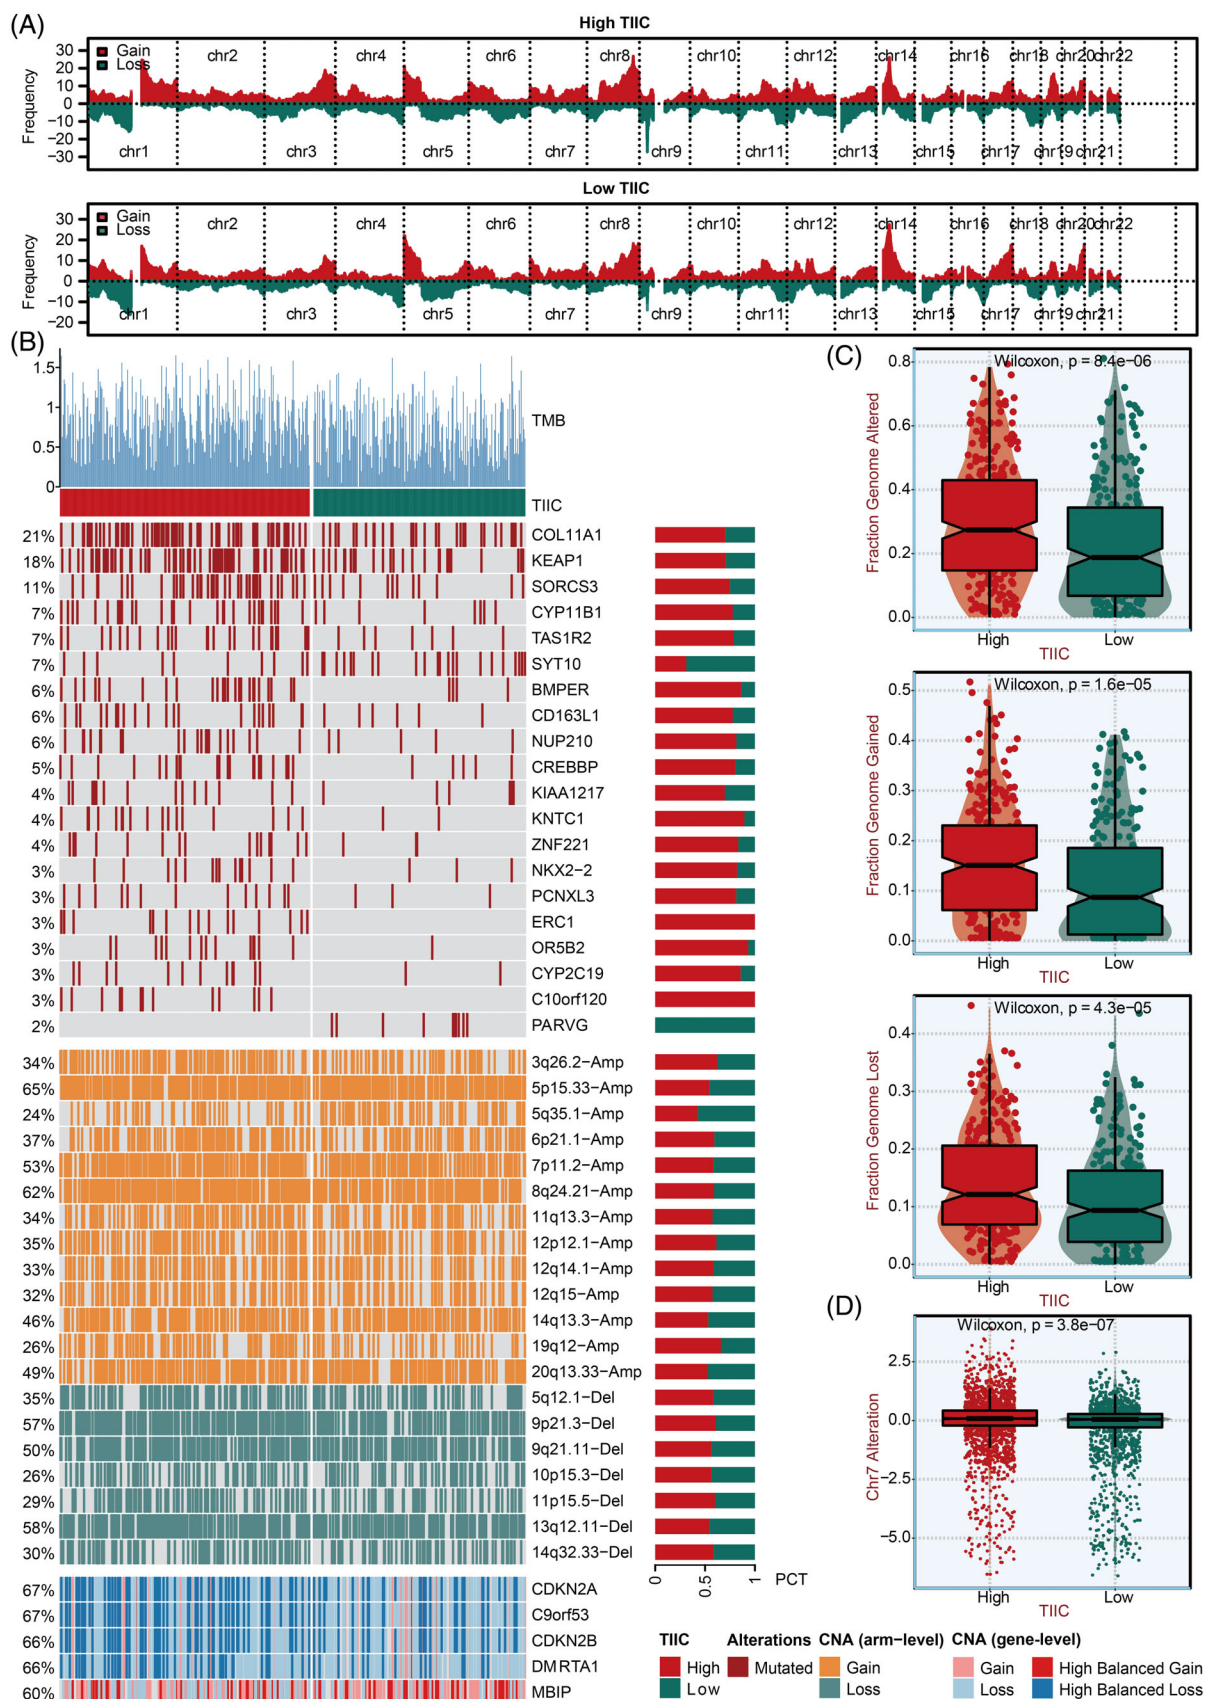 (A)
High TIIC
Gain
Loss
Frequency
30
20
10
0
−10
−20
−30
chr2 chr4 chr6 chr8 chr10 chr12 chr14 chr16 chr18 chr20 chr22
chr1 chr3 chr5 chr7 chr9 chr11 chr13 chr15 chr17 chr19 chr21
Low TIIC
Gain
Loss
Frequency
30
20
10
0
−10
−20
chr2 chr4 chr6 chr8 chr10 chr12 chr14 chr16 chr18 chr20 chr22
chr1 chr3 chr5 chr7 chr9 chr11 chr13 chr15 chr17 chr19 chr21
(B)
1.5
1
0.5
0
TMB
TIIC
21% COL11A1
18% KEAP1
11% SORCS3
7% CYP11B1
7% TAS1R2
7% SYT10
6% BMPER
6% CD163L1
6% NUP210
5% CREBBP
4% KIAA1217
4% KNTC1
4% ZNF221
3% NKX2−2
3% PCNXL3
3% ERC1
3% OR5B2
3% CYP2C19
3% C10orf120
2% PARVG
34% 3q26.2−Amp
65% 5p15.33−Amp
24% 5q35.1−Amp
37% 6p21.1−Amp
53% 7p11.2−Amp
62% 8q24.21−Amp
34% 11q13.3−Amp
35% 12p12.1−Amp
33% 12q14.1−Amp
32% 12q15−Amp
46% 14q13.3−Amp
26% 19q12−Amp
49% 20q13.33−Amp
35% 5q12.1−Del
57% 9p21.3−Del
50% 9q21.11−Del
26% 10p15.3−Del
29% 11p15.5−Del
58% 13q12.11−Del
30% 14q32.33−Del
0 0.5 1 PCT
67% CDKN2A
67% C9orf53
66% CDKN2B
66% DMRTA1
60% MBIP
(C)
Wilcoxon, p = 8.4e−06
Fraction Genome Altered
0.8
0.6
0.4
0.2
0.0
High Low
TIIC
Wilcoxon, p = 1.6e−05
Fraction Genome Gained
0.5
0.4
0.3
0.2
0.1
0.0
High Low
TIIC
Wilcoxon, p = 4.3e−05
Fraction Genome Lost
0.4
0.3
0.2
0.1
0.0
High Low
TIIC
(D)
Wilcoxon, p = 3.8e−07
Chr7 Alteration
2.5
0.0
−2.5
−5.0
High Low
TIIC
TIIC Alterations CNA (arm−level) CNA (gene−level)
High Mutated Gain Gain High Balanced Gain
Low Loss Loss High Balanced Loss